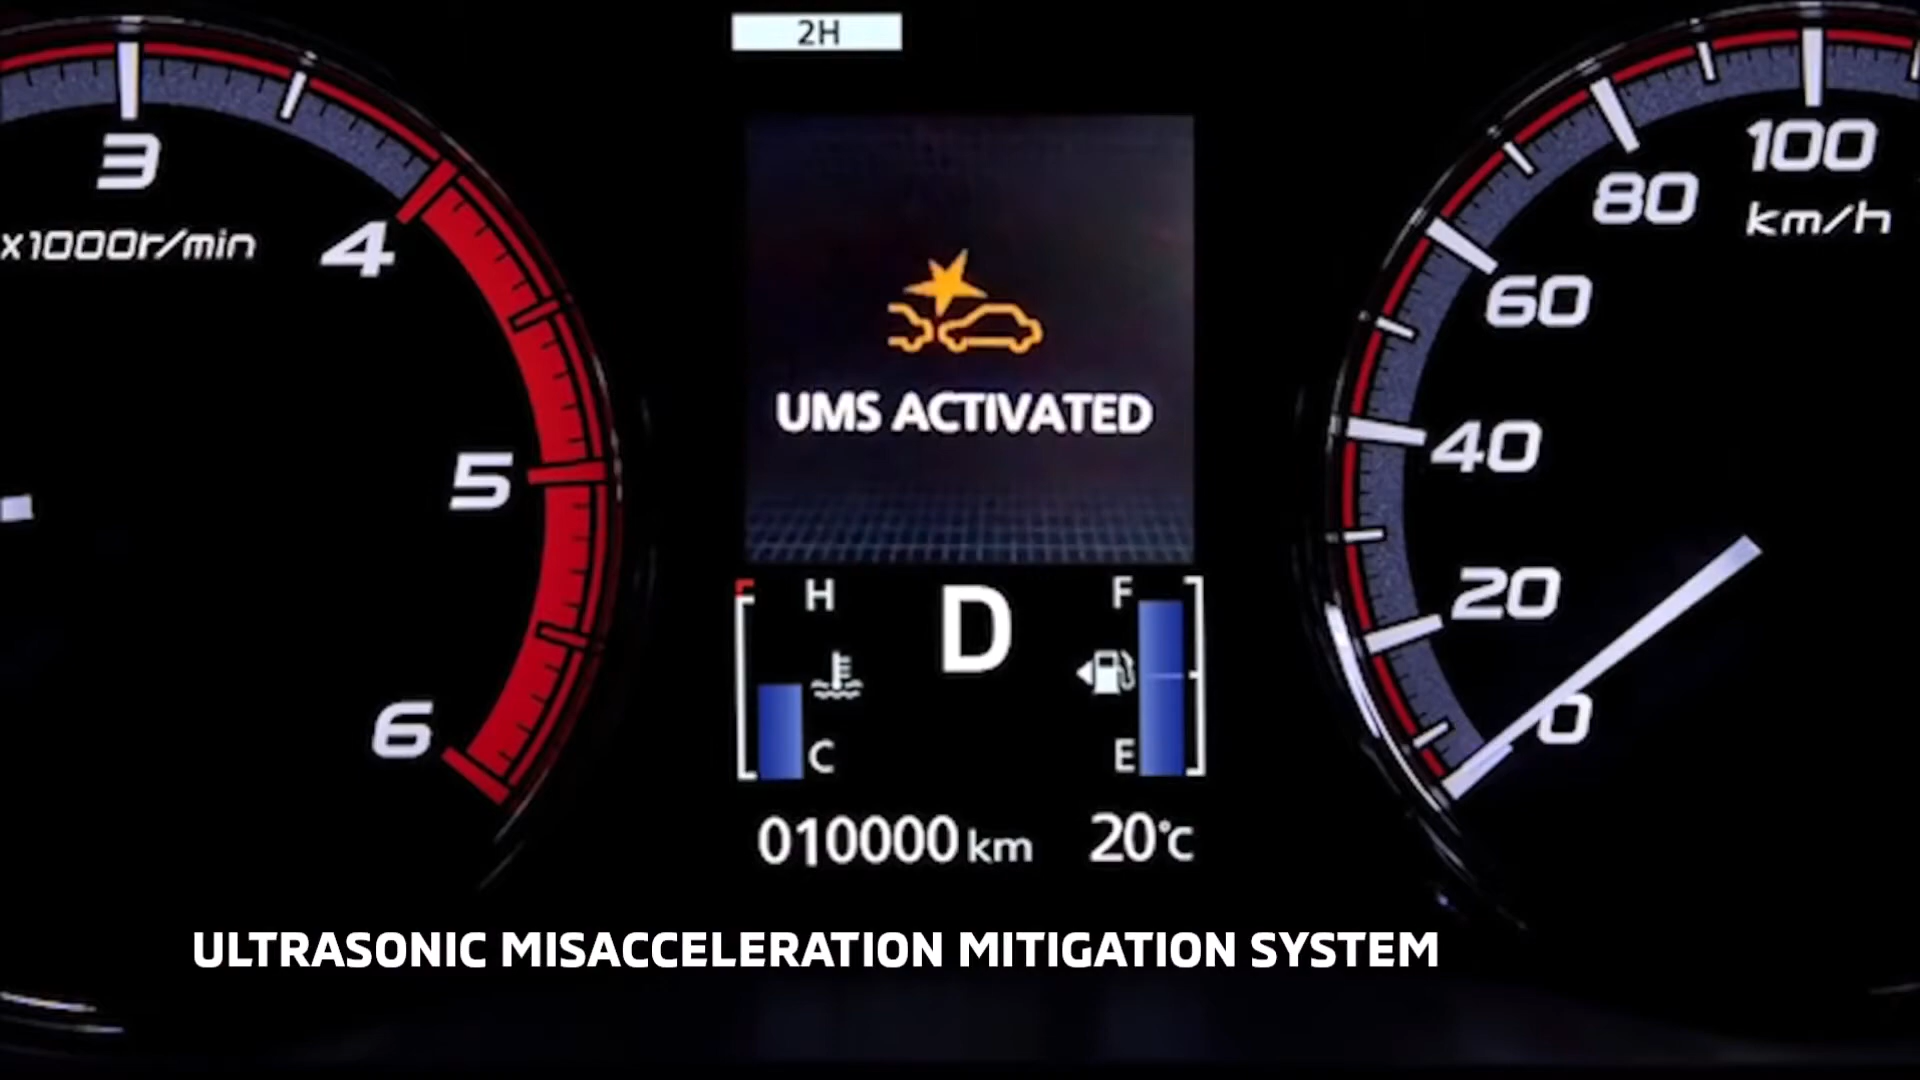 2H
3
4
x1000r/min
5
6
UMS ACTIVATED
100
80
km/h
60
40
20
0
H
C
D
F
E
010000 km
20°C
ULTRASONIC MISACCELERATION MITIGATION SYSTEM